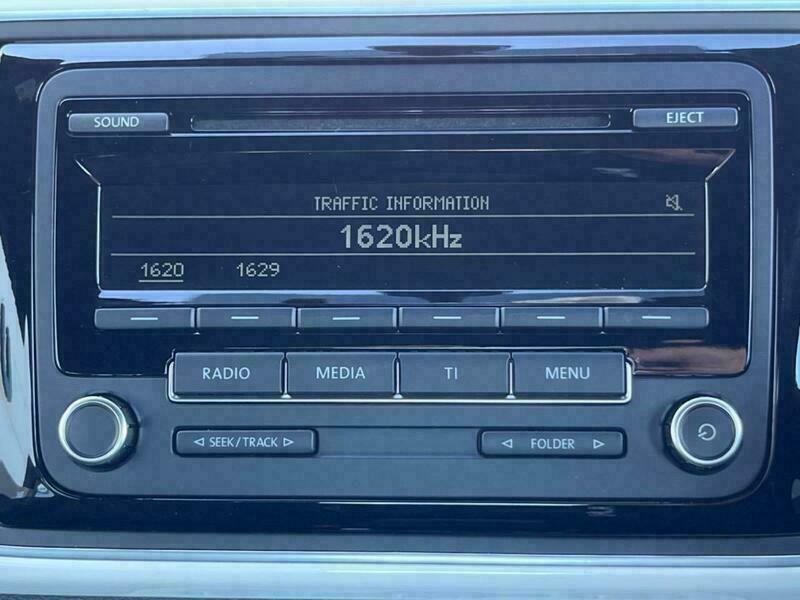 SOUND
EJECT
TRAFFIC INFORMATION
1620kHz
1620 1629
RADIO MEDIA TI MENU
SEEK/TRACK
FOLDER